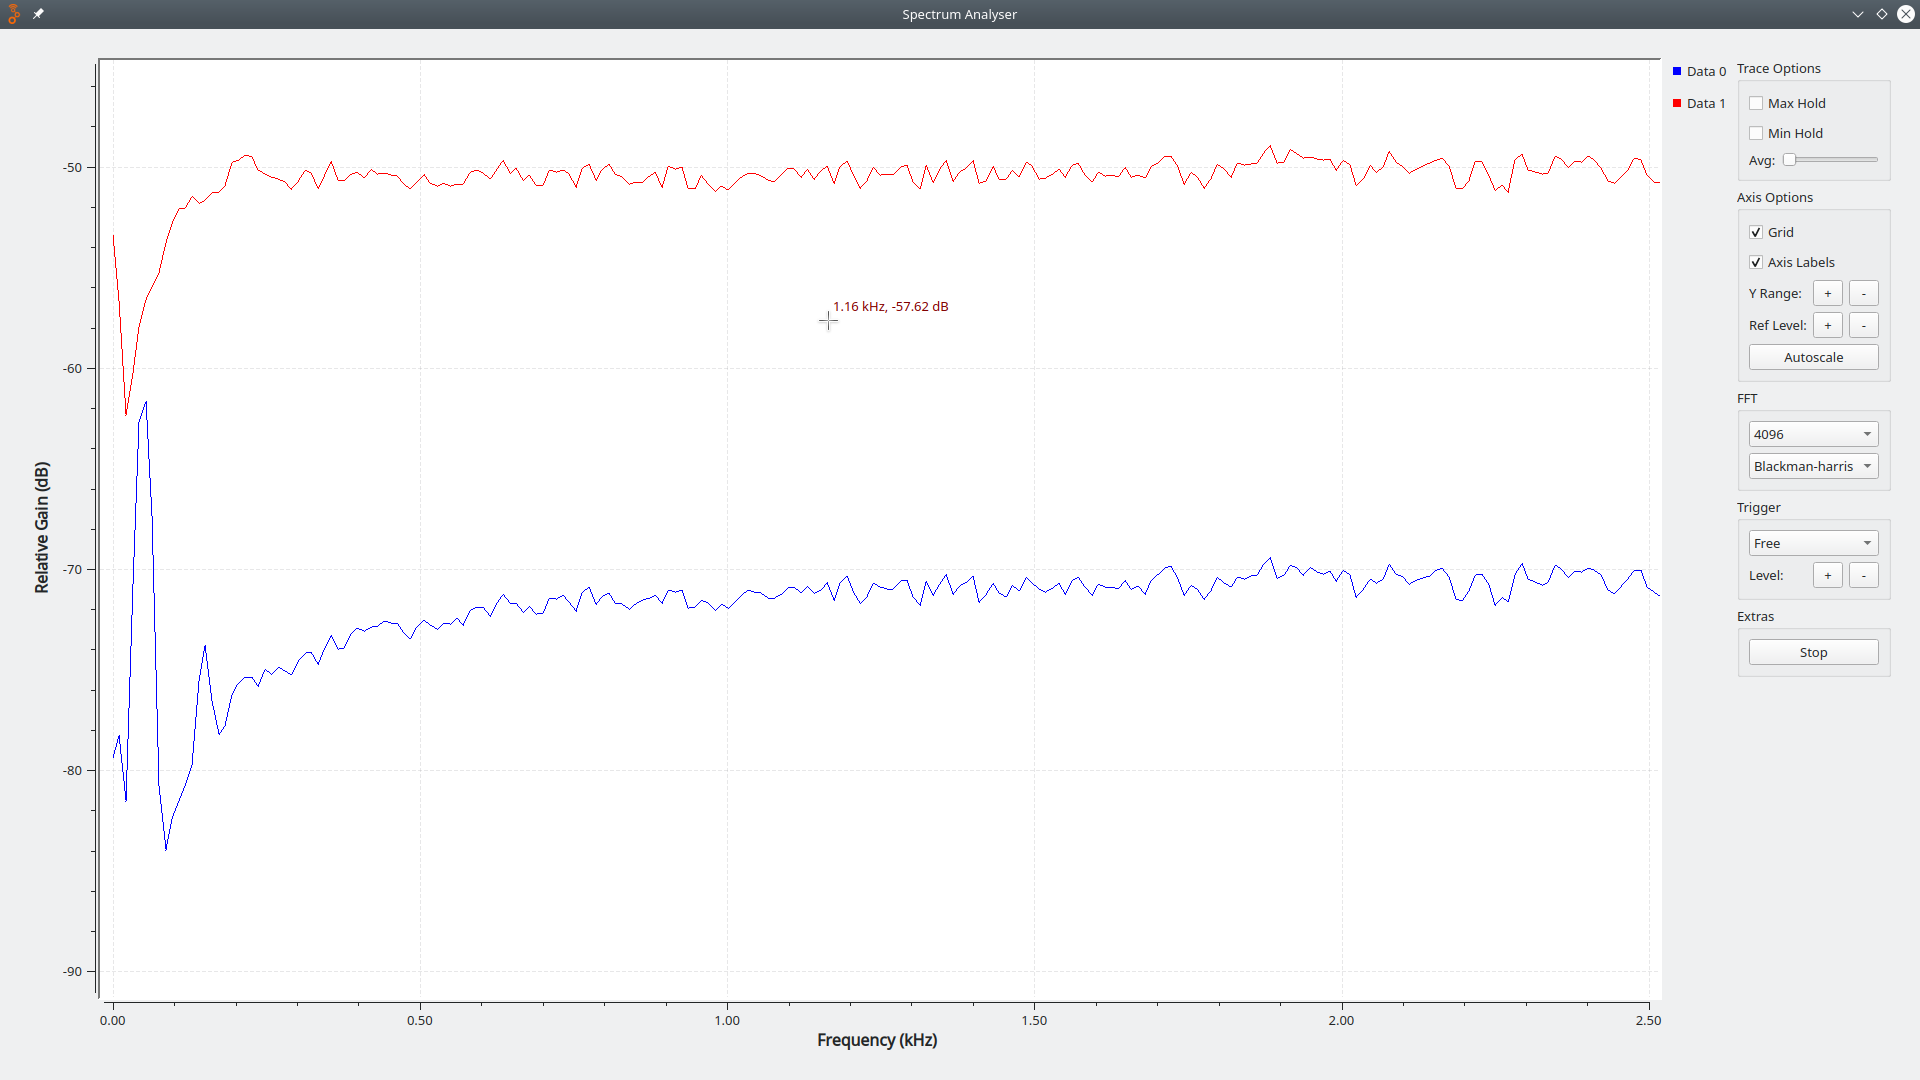 Spectrum Analyser
Data 0
Data 1
Trace Options
Max Hold
Min Hold
Avg:
Axis Options
Grid
Axis Labels
Y Range: + -
Ref Level: + -
Autoscale
FFT
4096
Blackman-harris
Trigger
Free
Level: + -
Extras
Stop
1.16 kHz, -57.62 dB
Relative Gain (dB)
-50
-60
-70
-80
-90
0.00 0.50 1.00 1.50 2.00 2.50
Frequency (kHz)